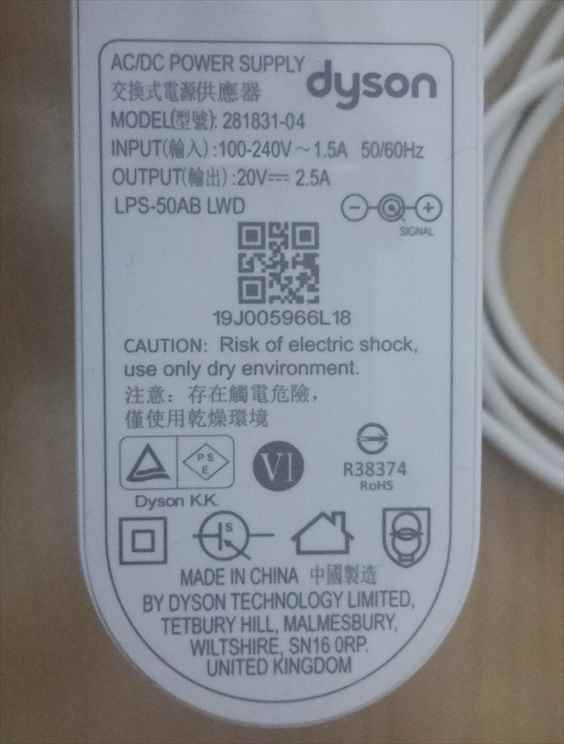 AC/DC POWER SUPPLY
dyson
交換式電源供應器
MODEL(型號): 281831-04
INPUT(輸入) :100-240V～1.5A 50/60Hz
OUTPUT(輸出) :20V⎓ 2.5A
LPS-50AB LWD
SIGNAL
19J005966L18
CAUTION: Risk of electric shock,
use only dry environment.
注意: 存在觸電危險,
僅使用乾燥環境
PS
E
VI
R38374
RoHS
Dyson K.K.
S
MADE IN CHINA 中國製造
BY DYSON TECHNOLOGY LIMITED,
TETBURY HILL, MALMESBURY,
WILTSHIRE, SN16 0RP.
UNITED KINGDOM